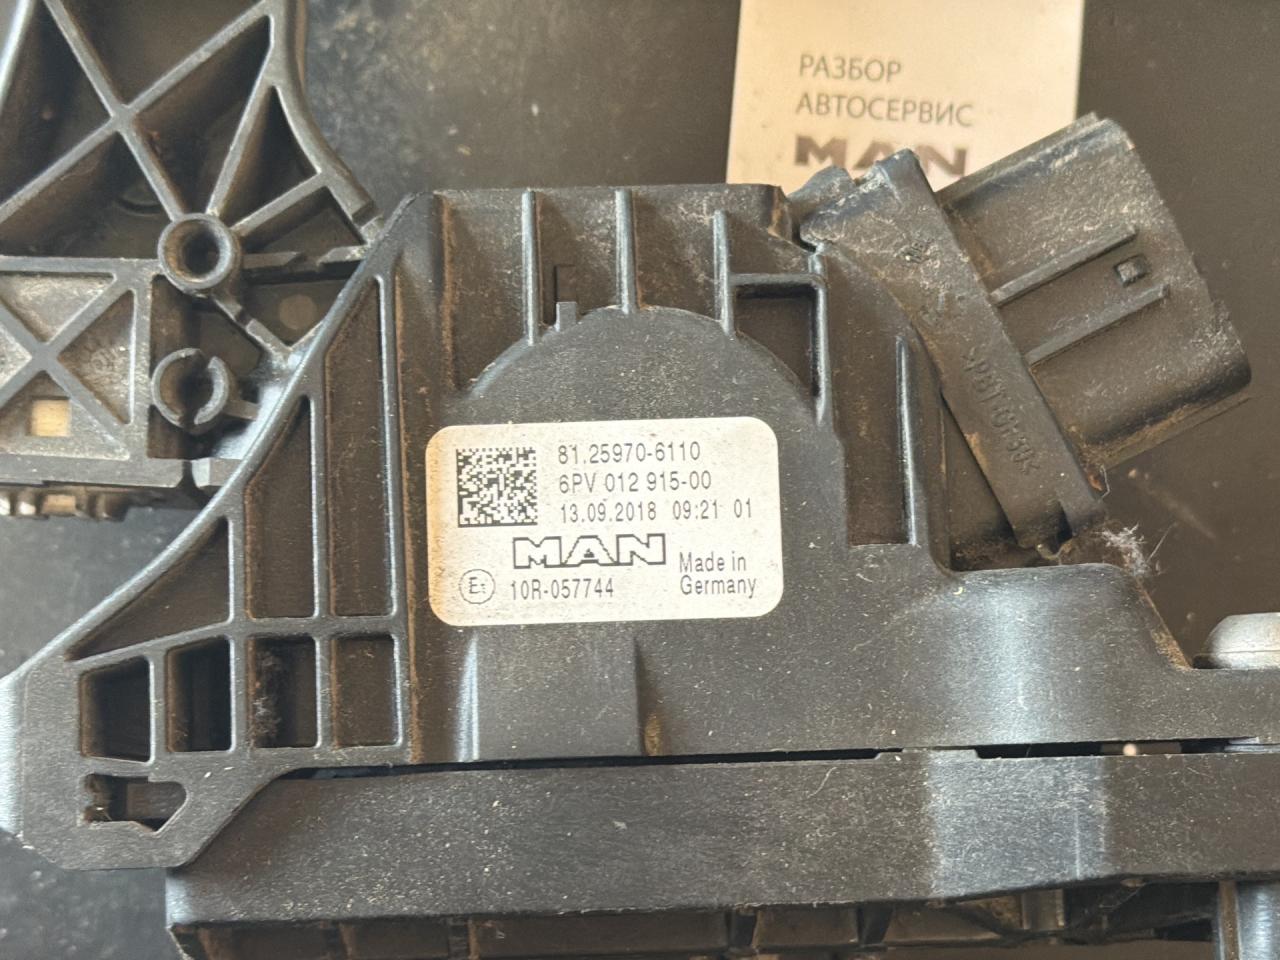 РАЗБОР
АВТОСЕРВИС
MAN
81.25970-6110
6PV 012 915-00
13.09.2018 09:21 01
MAN
Made in
Germany
E1
10R-057744